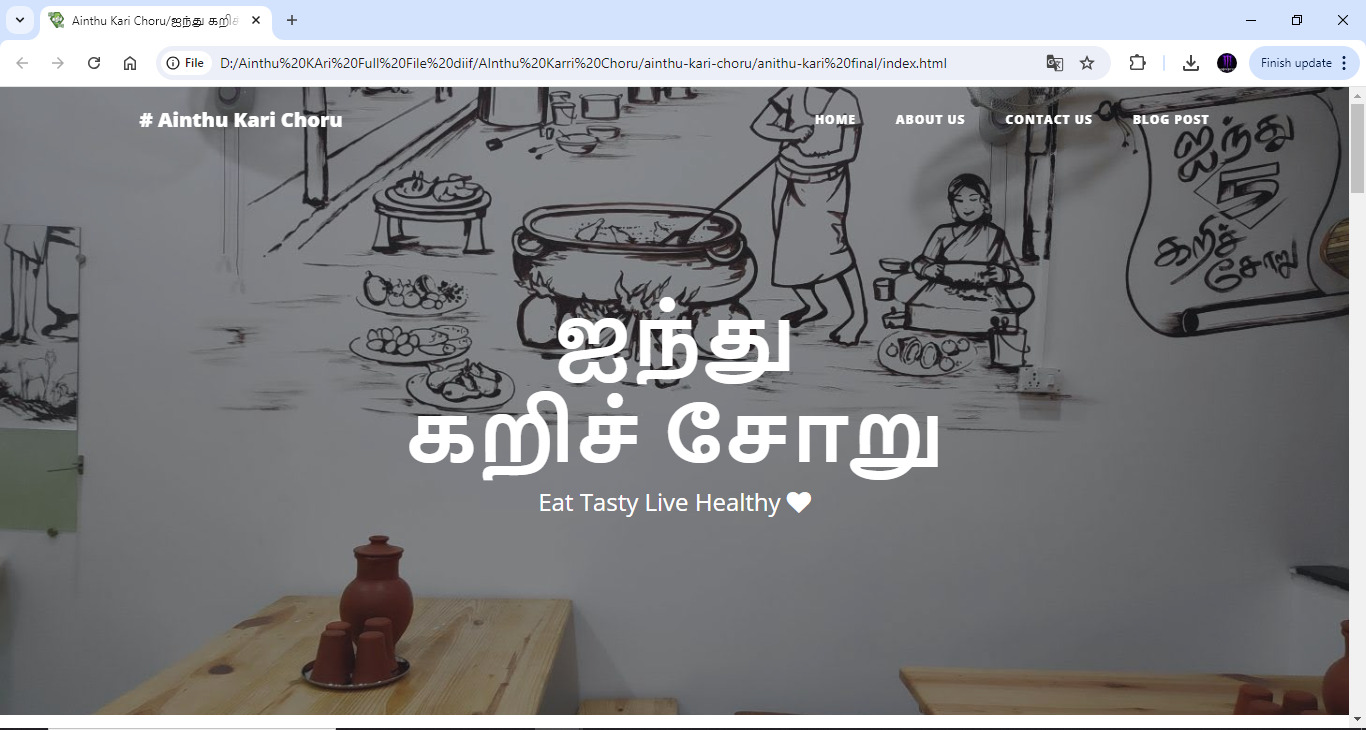 Ainthu Kari Choru/ஐந்து கறிச்
File
D:/Ainthu%20KAri%20Full%20File%20diif/AInthu%20Karri%20Choru/ainthu-kari-choru/anithu-kari%20final/index.html
Finish update
# Ainthu Kari Choru
HOME
ABOUT US
CONTACT US
BLOG POST
ஐந்து
5
கறிச்
சோறு
ஐந்து
கறிச் சோறு
Eat Tasty Live Healthy